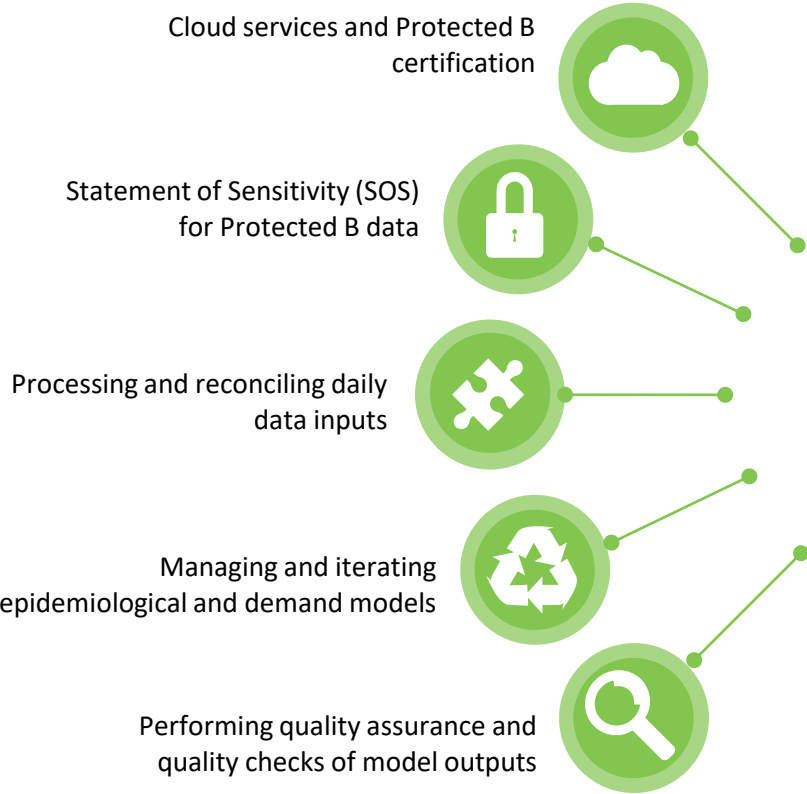 Cloud services and Protected B
certification
Statement of Sensitivity (SOS)
for Protected B data
Processing and reconciling daily
data inputs
Managing and iterating
epidemiological and demand models
Performing quality assurance and
quality checks of model outputs